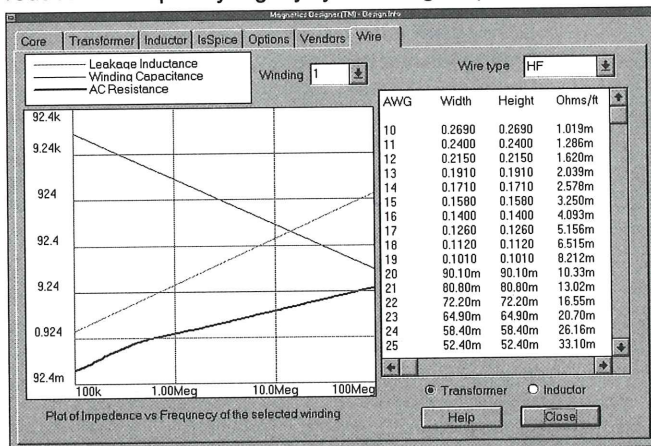 Magnetics Designer(TM) - Design Info
Core Transformer Inductor IsSpice Options Vendors Wire
Leakage Inductance
Winding Capacitance
AC Resistance
Winding 1
Wire type HF
92.4k
9.24k
924
92.4
9.24
0.924
92.4m
100k 1.00Meg 10.0Meg 100Meg
Plot of Impedance vs Frequnecy of the selected winding
AWG Width Height Ohms/ft
10 0.2690 0.2690 1.019m
11 0.2400 0.2400 1.286m
12 0.2150 0.2150 1.620m
13 0.1910 0.1910 2.039m
14 0.1710 0.1710 2.578m
15 0.1580 0.1580 3.250m
16 0.1400 0.1400 4.093m
17 0.1260 0.1260 5.156m
18 0.1120 0.1120 6.515m
19 0.1010 0.1010 8.212m
20 90.10m 90.10m 10.33m
21 80.80m 80.80m 13.02m
22 72.20m 72.20m 16.55m
23 64.90m 64.90m 20.70m
24 58.40m 58.40m 26.16m
25 52.40m 52.40m 33.10m
Transformer Inductor
Help Close